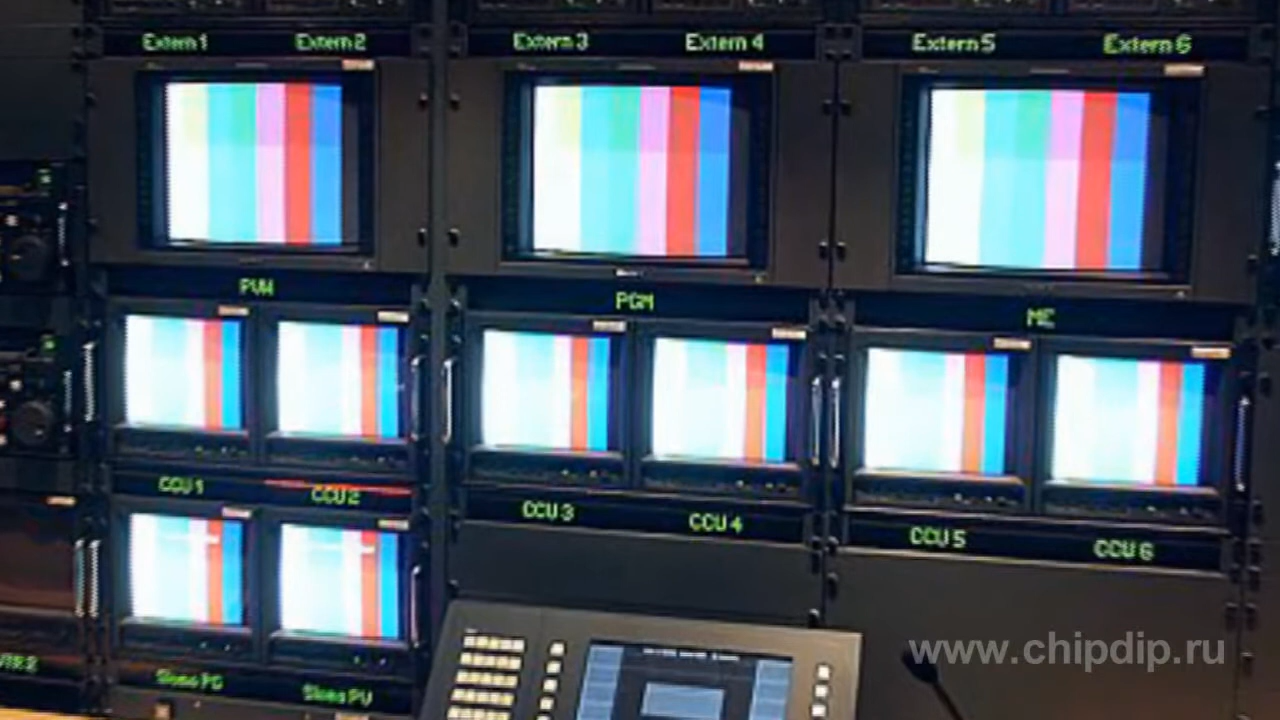 Extern 1 Extern 2 Extern 3 Extern 4 Extern 5 Extern 6
PVW PGM ME
CCU 1 CCU 2 CCU 3 CCU 4 CCU 5 CCU 6
www.chipdip.ru